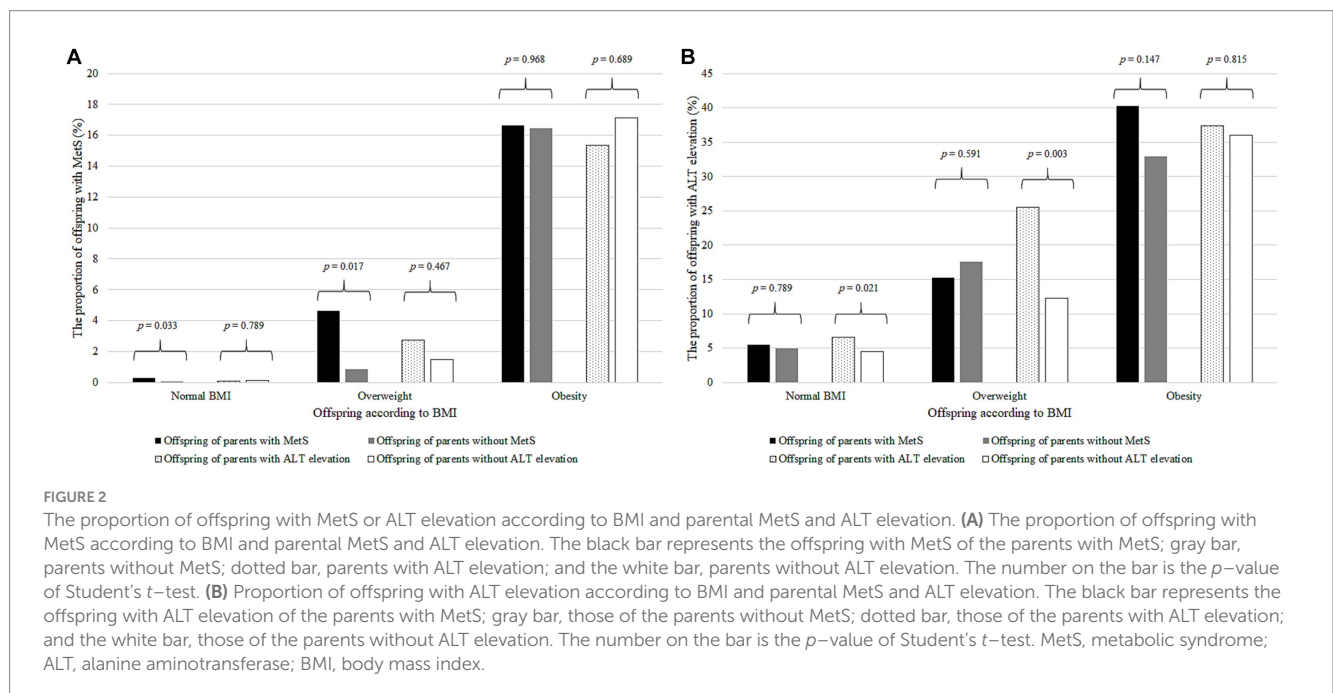 A
p = 0.968
p = 0.689
20
18
16
14
12
10
8
6
4
2
0
The proportion of offspring with MetS (%)
p = 0.017
p = 0.467
p = 0.033
p = 0.789
Normal BMI
Overweight
Obesity
Offspring according to BMI
■Offspring of parents with MetS
■Offspring of parents without MetS
Offspring of parents with ALT elevation
□Offspring of parents without ALT elevation
B
p = 0.147
p = 0.815
45
40
35
30
25
20
15
10
5
0
The proportion of offspring with ALT elevation (%)
p = 0.591
p = 0.003
p = 0.789
p = 0.021
Normal BMI
Overweight
Obesity
Offspring according to BMI
■Offspring of parents with MetS
■Offspring of parents without MetS
Offspring of parents with ALT elevation
□Offspring of parents without ALT elevation
FIGURE 2
The proportion of offspring with MetS or ALT elevation according to BMI and parental MetS and ALT elevation. (A) The proportion of offspring with
MetS according to BMI and parental MetS and ALT elevation. The black bar represents the offspring with MetS of the parents with MetS; gray bar,
parents without MetS; dotted bar, parents with ALT elevation; and the white bar, parents without ALT elevation. The number on the bar is the p–value
of Student's t–test. (B) Proportion of offspring with ALT elevation according to BMI and parental MetS and ALT elevation. The black bar represents the
offspring with ALT elevation of the parents with MetS; gray bar, those of the parents without MetS; dotted bar, those of the parents with ALT elevation;
and the white bar, those of the parents without ALT elevation. The number on the bar is the p–value of Student's t–test. MetS, metabolic syndrome;
ALT, alanine aminotransferase; BMI, body mass index.